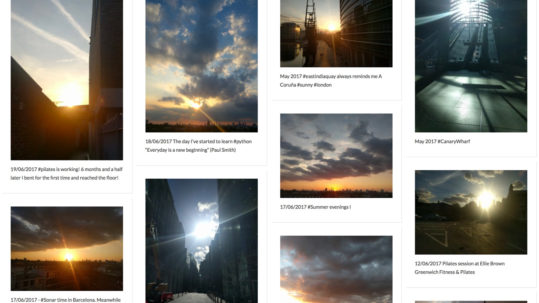 19/06/2017 #pilates is working! 6 months and a half
later I bent for the first time and reached the floor!
17/06/2017 - #Sonar time in Barcelona. Meanwhile
18/06/2017 The day I've started to learn #python
"Everyday is a new beginning" (Paul Smith)
May 2017 #eastindiaquay always reminds me A
Coruña #sunny #london
17/06/2017 #Summer evenings !
May 2017 #CanaryWharf
12/06/2017 Pilates session at Ellie Brown
Greenwich Fitness & Pilates